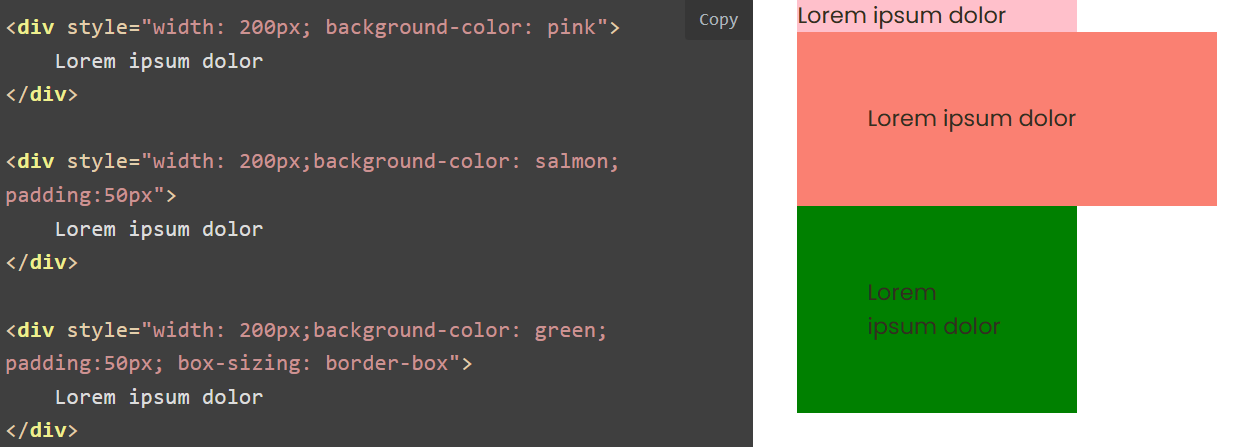 <div style="width: 200px; background-color: pink">
    Lorem ipsum dolor
</div>
<div style="width: 200px;background-color: salmon;
padding:50px">
    Lorem ipsum dolor
</div>
<div style="width: 200px;background-color: green;
padding:50px; box-sizing: border-box">
    Lorem ipsum dolor
</div>
Copy
Lorem ipsum dolor
Lorem ipsum dolor
Lorem
ipsum dolor